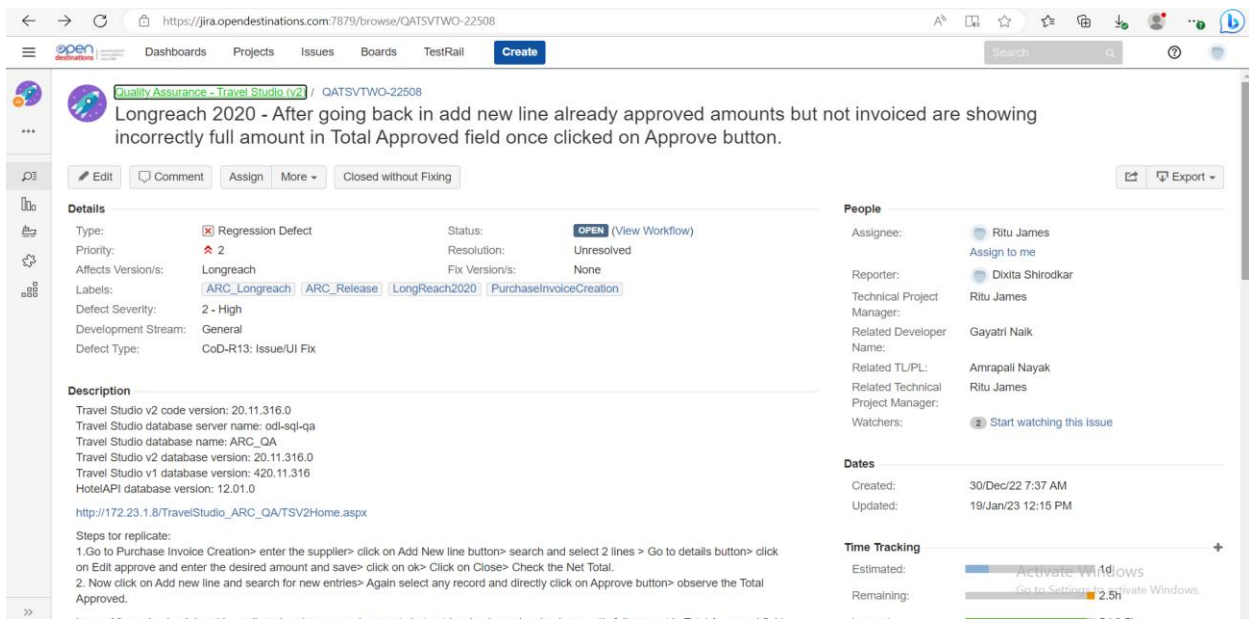 https://jira.opendestinations.com:7879/browse/QATSVTWO-22508
open destinations
Dashboards Projects Issues Boards TestRail Create Search
Quality Assurance - Travel Studio (v2) / QATSVTWO-22508
Longreach 2020 - After going back in add new line already approved amounts but not invoiced are showing
incorrectly full amount in Total Approved field once clicked on Approve button.
Edit Comment Assign More Closed without Fixing Export
Details
Type: Regression Defect Status: OPEN (View Workflow)
Priority: 2 Resolution: Unresolved
Affects Version/s: Longreach Fix Version/s: None
Labels: ARC_Longreach ARC_Release LongReach2020 PurchaseInvoiceCreation
Defect Severity: 2 - High
Development Stream: General
Defect Type: CoD-R13: Issue/UI Fix
Description
Travel Studio v2 code version: 20.11.316.0
Travel Studio database server name: odl-sql-qa
Travel Studio database name: ARC_QA
Travel Studio v2 database version: 20.11.316.0
Travel Studio v1 database version: 420.11.316
HotelAPI database version: 12.01.0
http://172.23.1.8/TravelStudio_ARC_QA/TSV2Home.aspx
Steps tor replicate:
1.Go to Purchase Invoice Creation> enter the supplier> click on Add New line button> search and select 2 lines > Go to details button> click
on Edit approve and enter the desired amount and save> click on ok> Click on Close> Check the Net Total.
2. Now click on Add new line and search for new entries> Again select any record and directly click on Approve button> observe the Total
Approved.
People
Assignee: Ritu James
Assign to me
Reporter: Dixita Shirodkar
Technical Project Ritu James
Manager:
Related Developer Gayatri Naik
Name:
Related TL/PL: Amrapali Nayak
Related Technical Ritu James
Project Manager:
Watchers: 2 Start watching this issue
Dates
Created: 30/Dec/22 7:37 AM
Updated: 19/Jan/23 12:15 PM
Time Tracking
Estimated: 1d
Remaining: 2.5h
Activate Windows
Go to Settings to activate Windows.